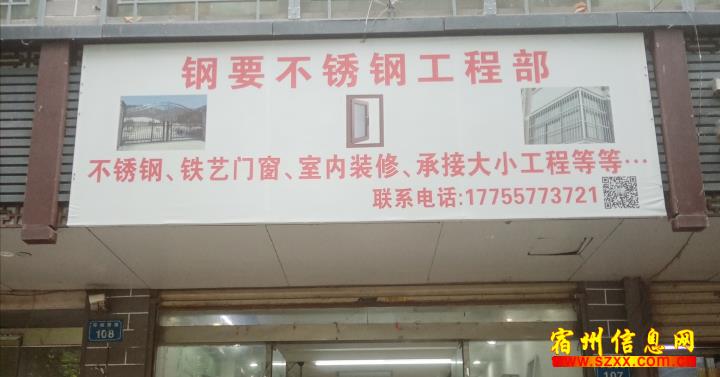 钢要不锈钢工程部
不锈钢、铁艺门窗、室内装修、承接大小工程等等…
联系电话:17755773721
108
107
宿州信息网
www.szxx.com.cn